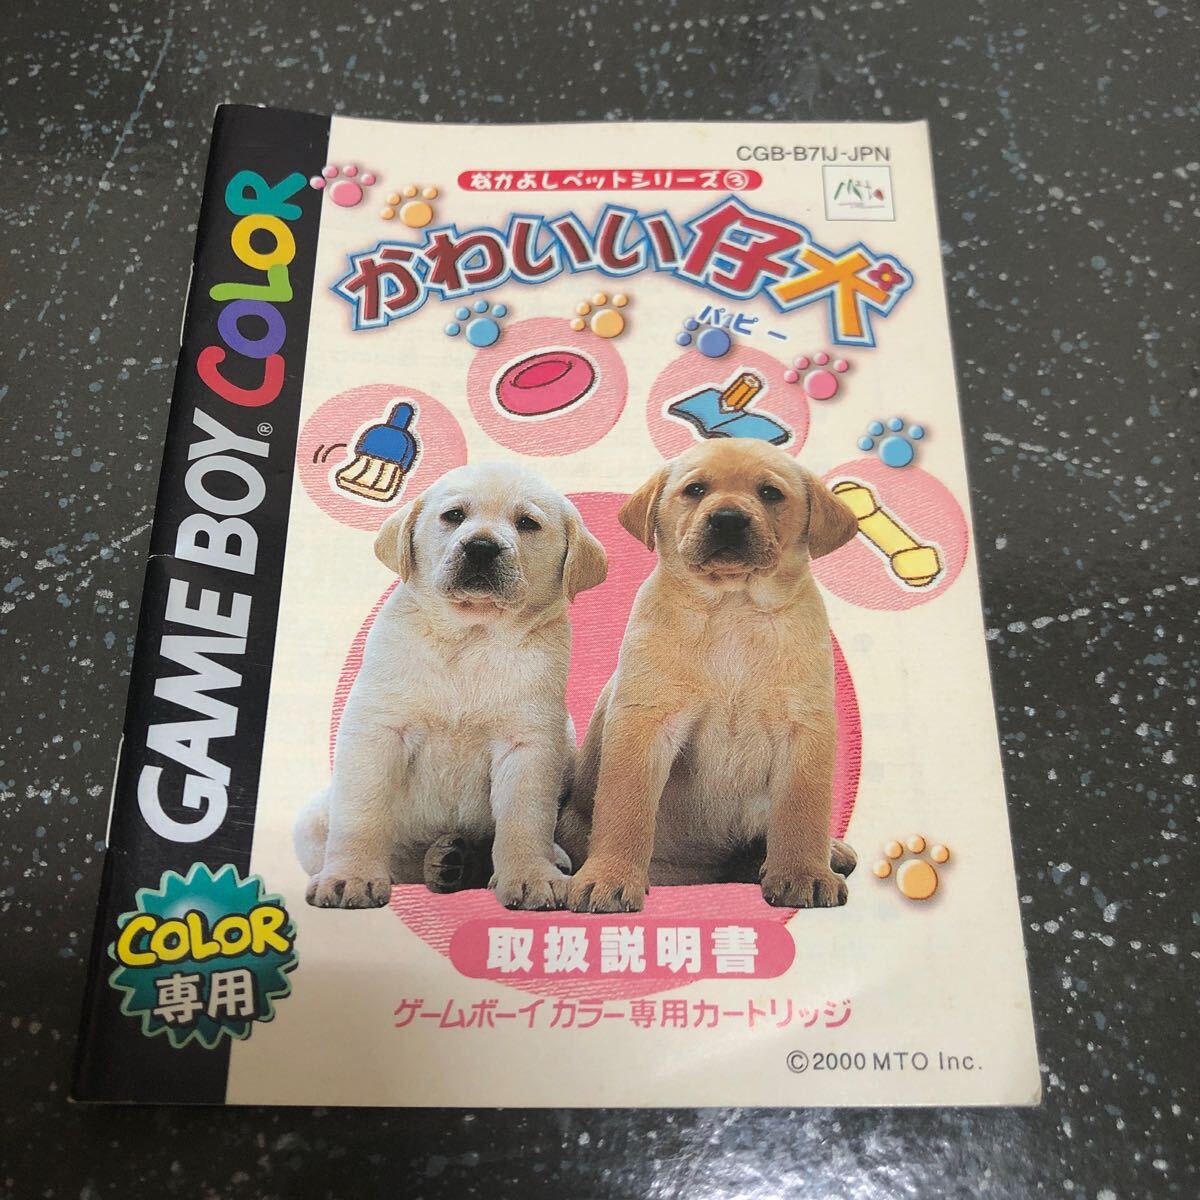 CGB-B7IJ-JPN
なかよしペットシリーズ③
かわいい仔犬
パピー
GAME BOY® COLOR
COLOR
専用
取扱説明書
ゲームボーイカラー専用カートリッジ
©2000 MTO Inc.